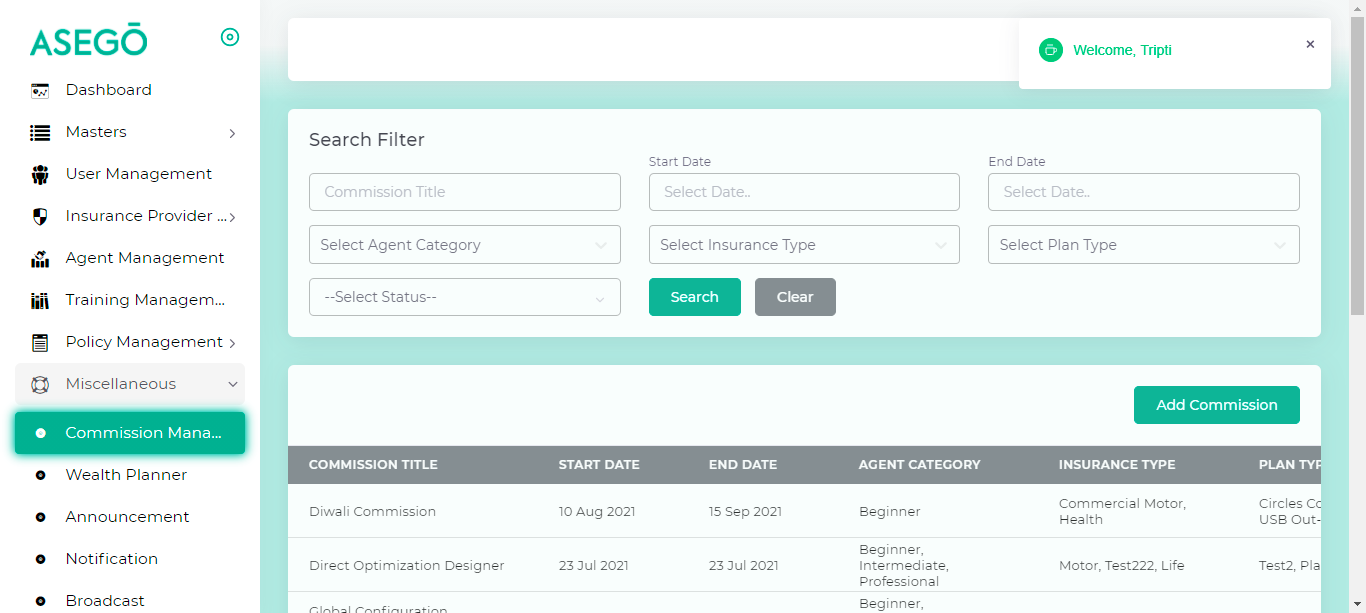 ASEGŌ
Dashboard
Masters
User Management
Insurance Provider ...
Agent Management
Training Managem...
Policy Management
Miscellaneous
Commission Mana...
Wealth Planner
Announcement
Notification
Broadcast
Welcome, Tripti
×
Search Filter
Start Date
End Date
Commission Title
Select Date..
Select Date..
Select Agent Category
Select Insurance Type
Select Plan Type
--Select Status--
Search
Clear
Add Commission
COMMISSION TITLE START DATE END DATE AGENT CATEGORY INSURANCE TYPE PLAN TYP
Diwali Commission 10 Aug 2021 15 Sep 2021 Beginner Commercial Motor, Circles Co
Health USB Out-
Direct Optimization Designer 23 Jul 2021 23 Jul 2021 Beginner, Motor, Test222, Life Test2, Pla
Intermediate,
Professional
Global Configuration Beginner,